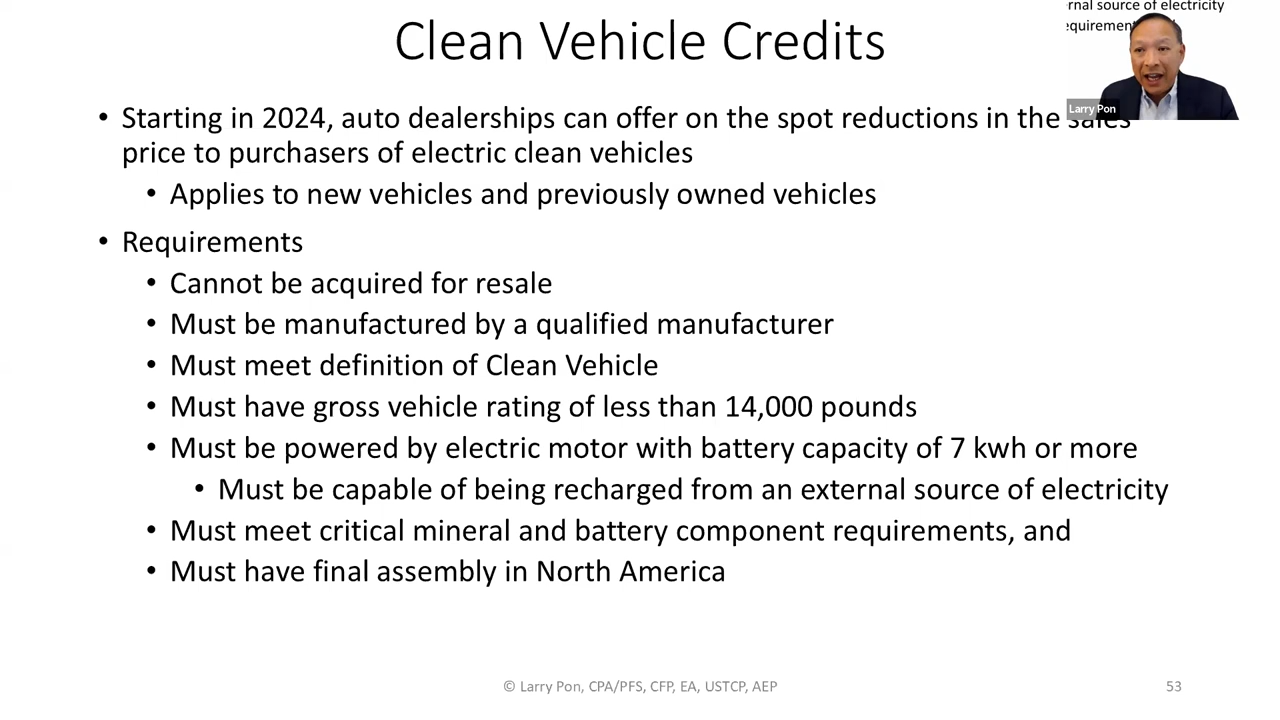 Clean Vehicle Credits
rnal source of electricity
equirement
Larry Pon
• Starting in 2024, auto dealerships can offer on the spot reductions in the sales
price to purchasers of electric clean vehicles
• Applies to new vehicles and previously owned vehicles
• Requirements
• Cannot be acquired for resale
• Must be manufactured by a qualified manufacturer
• Must meet definition of Clean Vehicle
• Must have gross vehicle rating of less than 14,000 pounds
• Must be powered by electric motor with battery capacity of 7 kwh or more
• Must be capable of being recharged from an external source of electricity
• Must meet critical mineral and battery component requirements, and
• Must have final assembly in North America
© Larry Pon, CPA/PFS, CFP, EA, USTCP, AEP
53